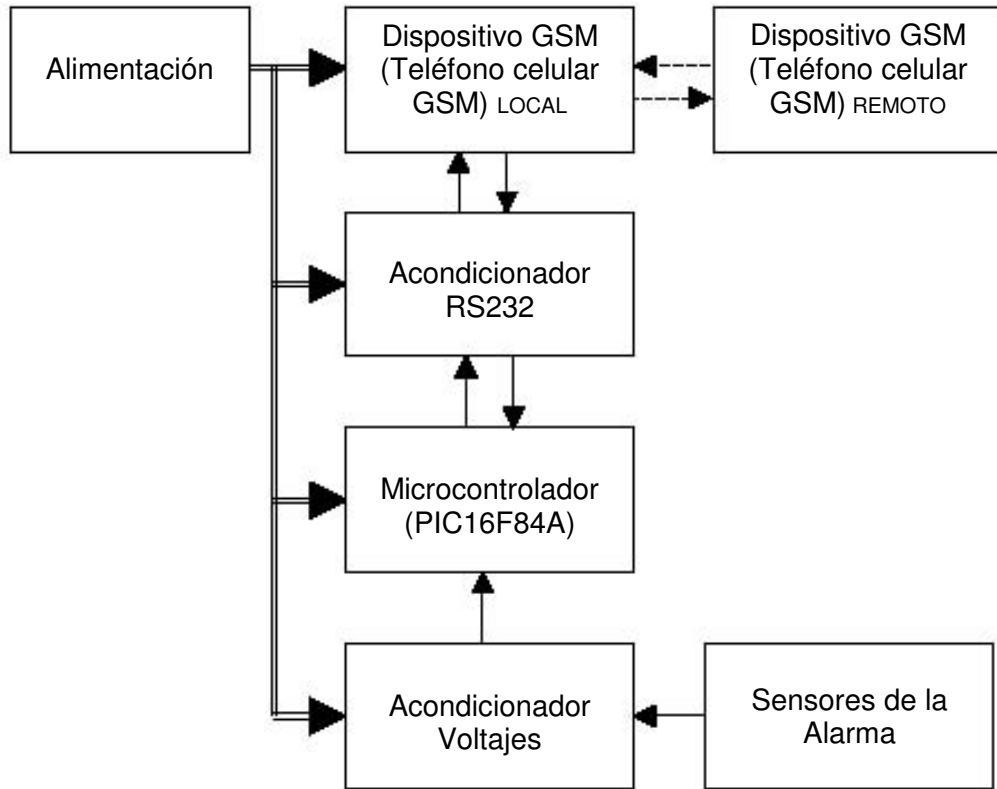 Alimentación
Dispositivo GSM
(Teléfono celular
GSM) LOCAL
Dispositivo GSM
(Teléfono celular
GSM) REMOTO
Acondicionador
RS232
Microcontrolador
(PIC16F84A)
Acondicionador
Voltajes
Sensores de la
Alarma